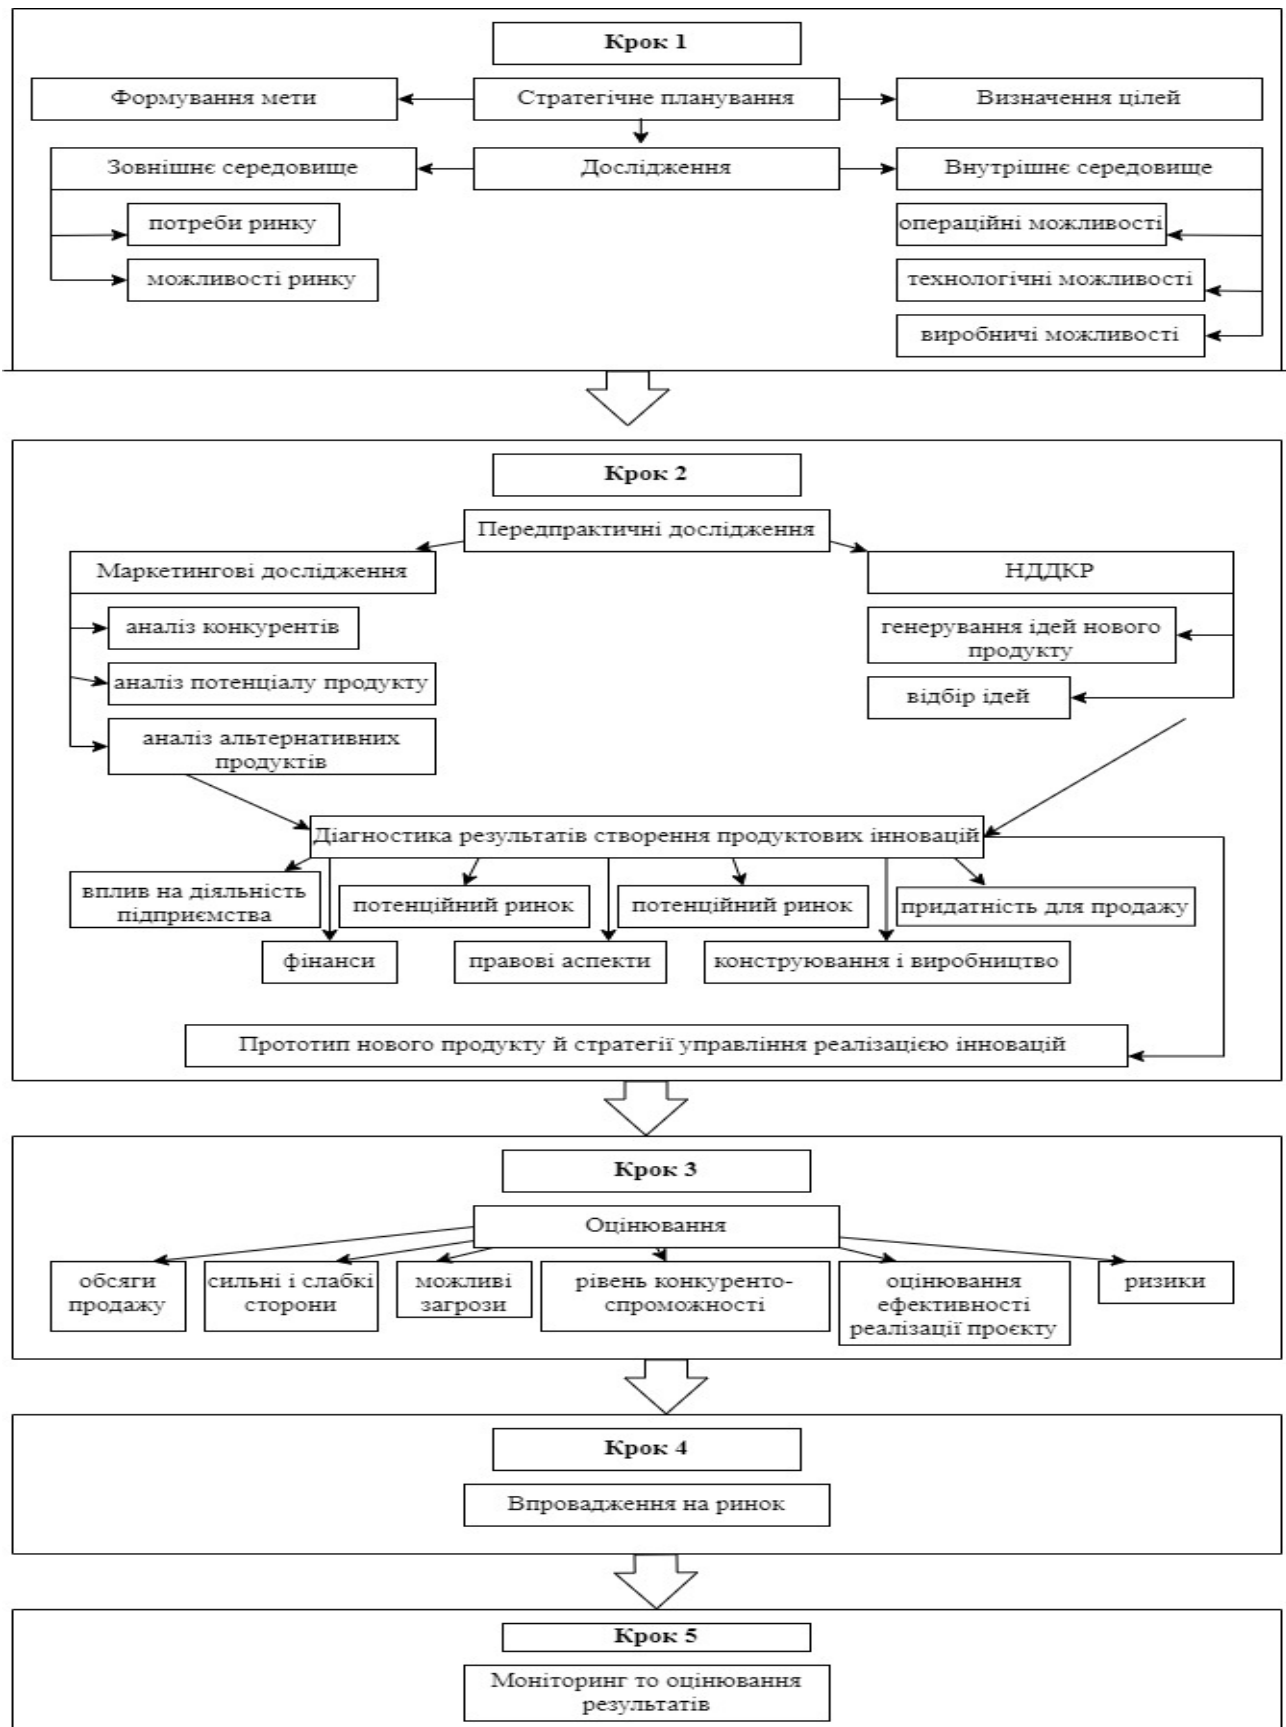 Крок 1
Формування мети
Стратегічне планування
Визначення цілей
Зовнішнє середовище
Дослідження
Внутрішнє середовище
потреби ринку
операційні можливості
можливості ринку
технологічні можливості
виробничі можливості
Крок 2
Передпрактичні дослідження
Маркетингові дослідження
НДДКР
аналіз конкурентів
генерування ідей нового
продукту
аналіз потенціалу продукту
відбір ідей
аналіз альтернативних
продуктів
Діагностика результатів створення продуктових інновацій
вплив на діяльність
підприємства
потенційний ринок
потенційний ринок
придатність для продажу
фінанси
правові аспекти
конструювання і виробництво
Прототип нового продукту й стратегії управління реалізацією інновацій
Крок 3
Оцінювання
обсяги
продажу
сильні і слабкі
сторони
можливі
загрози
рівень конкуренто-
спроможності
оцінювання
ефективності
реалізації проєкту
ризики
Крок 4
Впровадження на ринок
Крок 5
Моніторинг то оцінювання
результатів